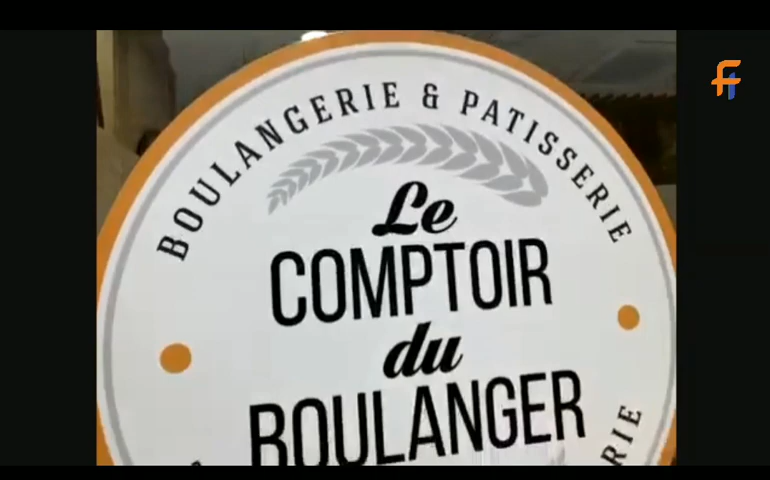 BOULANGERIE & PATISSERIE
Le
COMPTOIR
du
BOULANGER